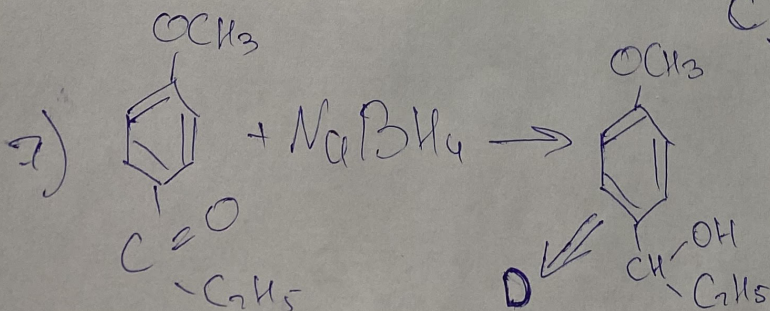 C
OCH3
OCH3
7) + NaBH4 →
C=O
C2H5
D
CH OH
C2H5